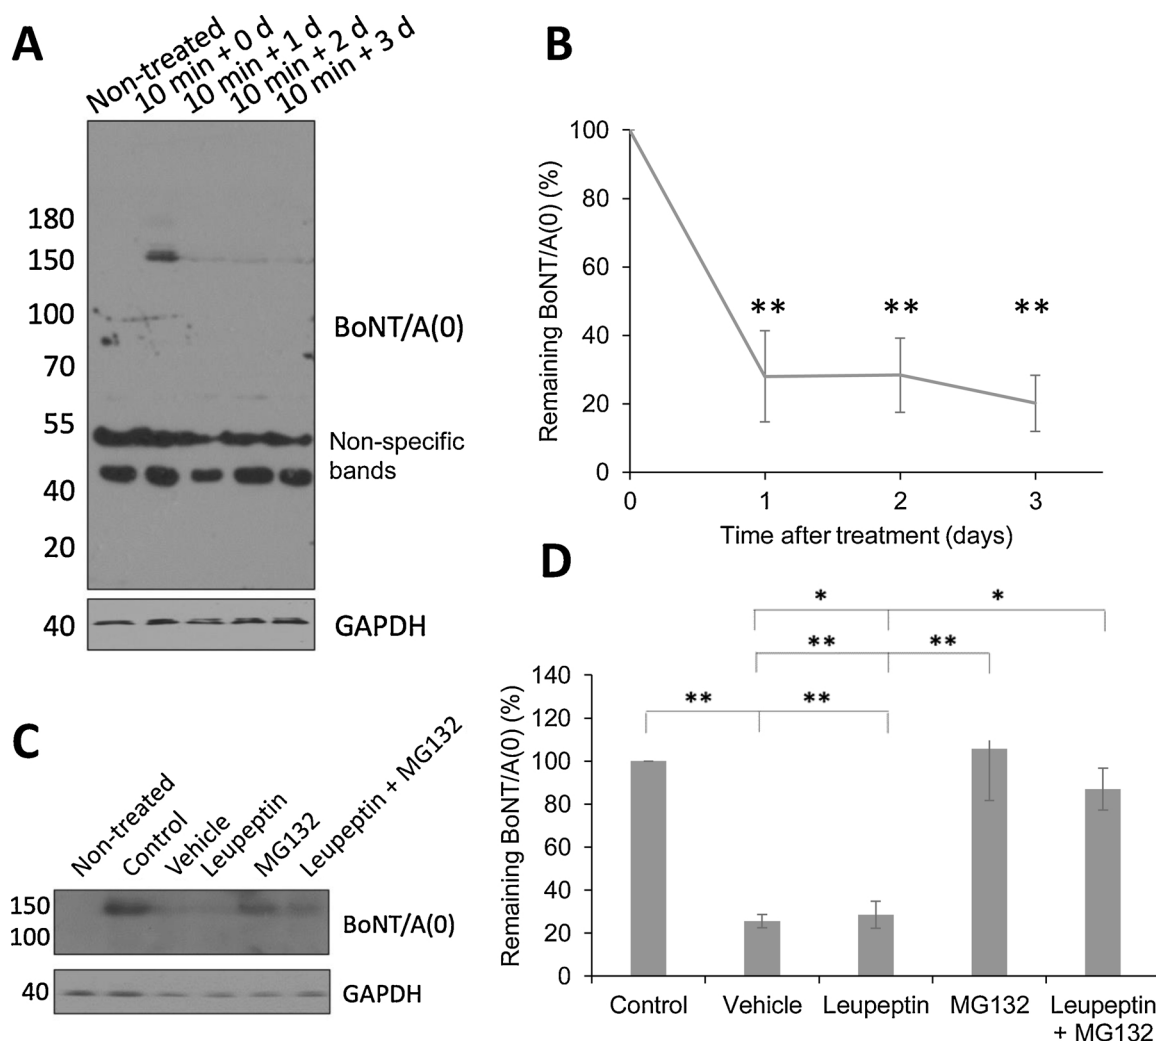 A
Non-treated
10 min + 0 d
10 min + 1 d
10 min + 2 d
10 min + 3 d
180
150
100
70
55
40
20
BoNT/A(0)
Non-specific
bands
40
GAPDH
B
Remaining BoNT/A(0) (%)
100
80
60
40
20
0
** ** **
0 1 2 3
Time after treatment (days)
C
Non-treated
Control
Vehicle
Leupeptin
MG132
Leupeptin + MG132
150
100
BoNT/A(0)
40
GAPDH
D
* *
** **
** **
Remaining BoNT/A(0) (%)
140
120
100
80
60
40
20
0
Control Vehicle Leupeptin MG132 Leupeptin
+ MG132